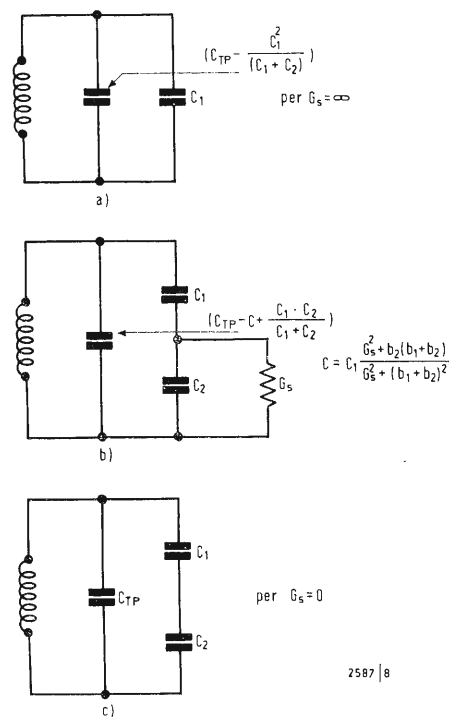 (C_TP - C_1^2 / (C_1 + C_2))
C_1
per G_s = ∞
a)
C_1
(C_TP - C + C_1 · C_2 / C_1 + C_2)
C = C_1 G_s^2 + b_2 (b_1 + b_2) / G_s^2 + (b_1 + b_2)^2
C_2
G_s
b)
C_1
C_TP
per G_s = 0
C_2
2587|8
c)